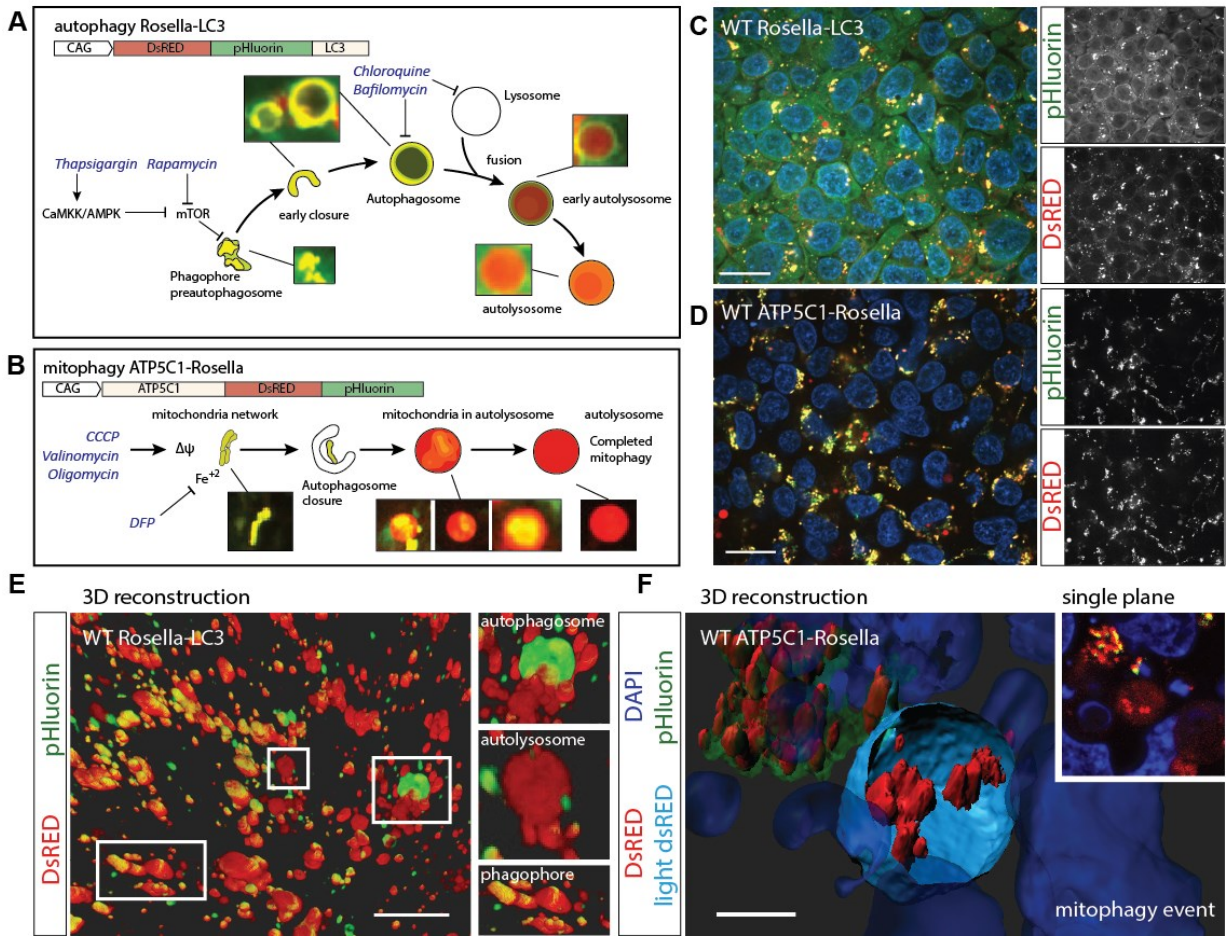 A
autophagy Rosella-LC3
CAG DsRED pHluorin LC3
Chloroquine
Bafilomycin
Lysosome
Thapsigargin Rapamycin
fusion
early closure
Autophagosome
early autolysosome
CaMKK/AMPK mTOR
Phagophore
preautophagosome
autolysosome
B
mitophagy ATP5C1-Rosella
CAG ATP5C1 DsRED pHluorin
mitochondria network mitochondria in autolysosome autolysosome
CCCP
Valinomycin
Oligomycin
Δψ
Fe+2
Autophagosome
closure
Completed
mitophagy
DFP
C
WT Rosella-LC3
pHluorin
DsRED
D
WT ATP5C1-Rosella
pHluorin
DsRED
E
3D reconstruction
WT Rosella-LC3
pHluorin
DsRED
autophagosome
autolysosome
phagophore
F
3D reconstruction single plane
WT ATP5C1-Rosella
DAPI pHluorin
light dsRED DsRED
mitophagy event